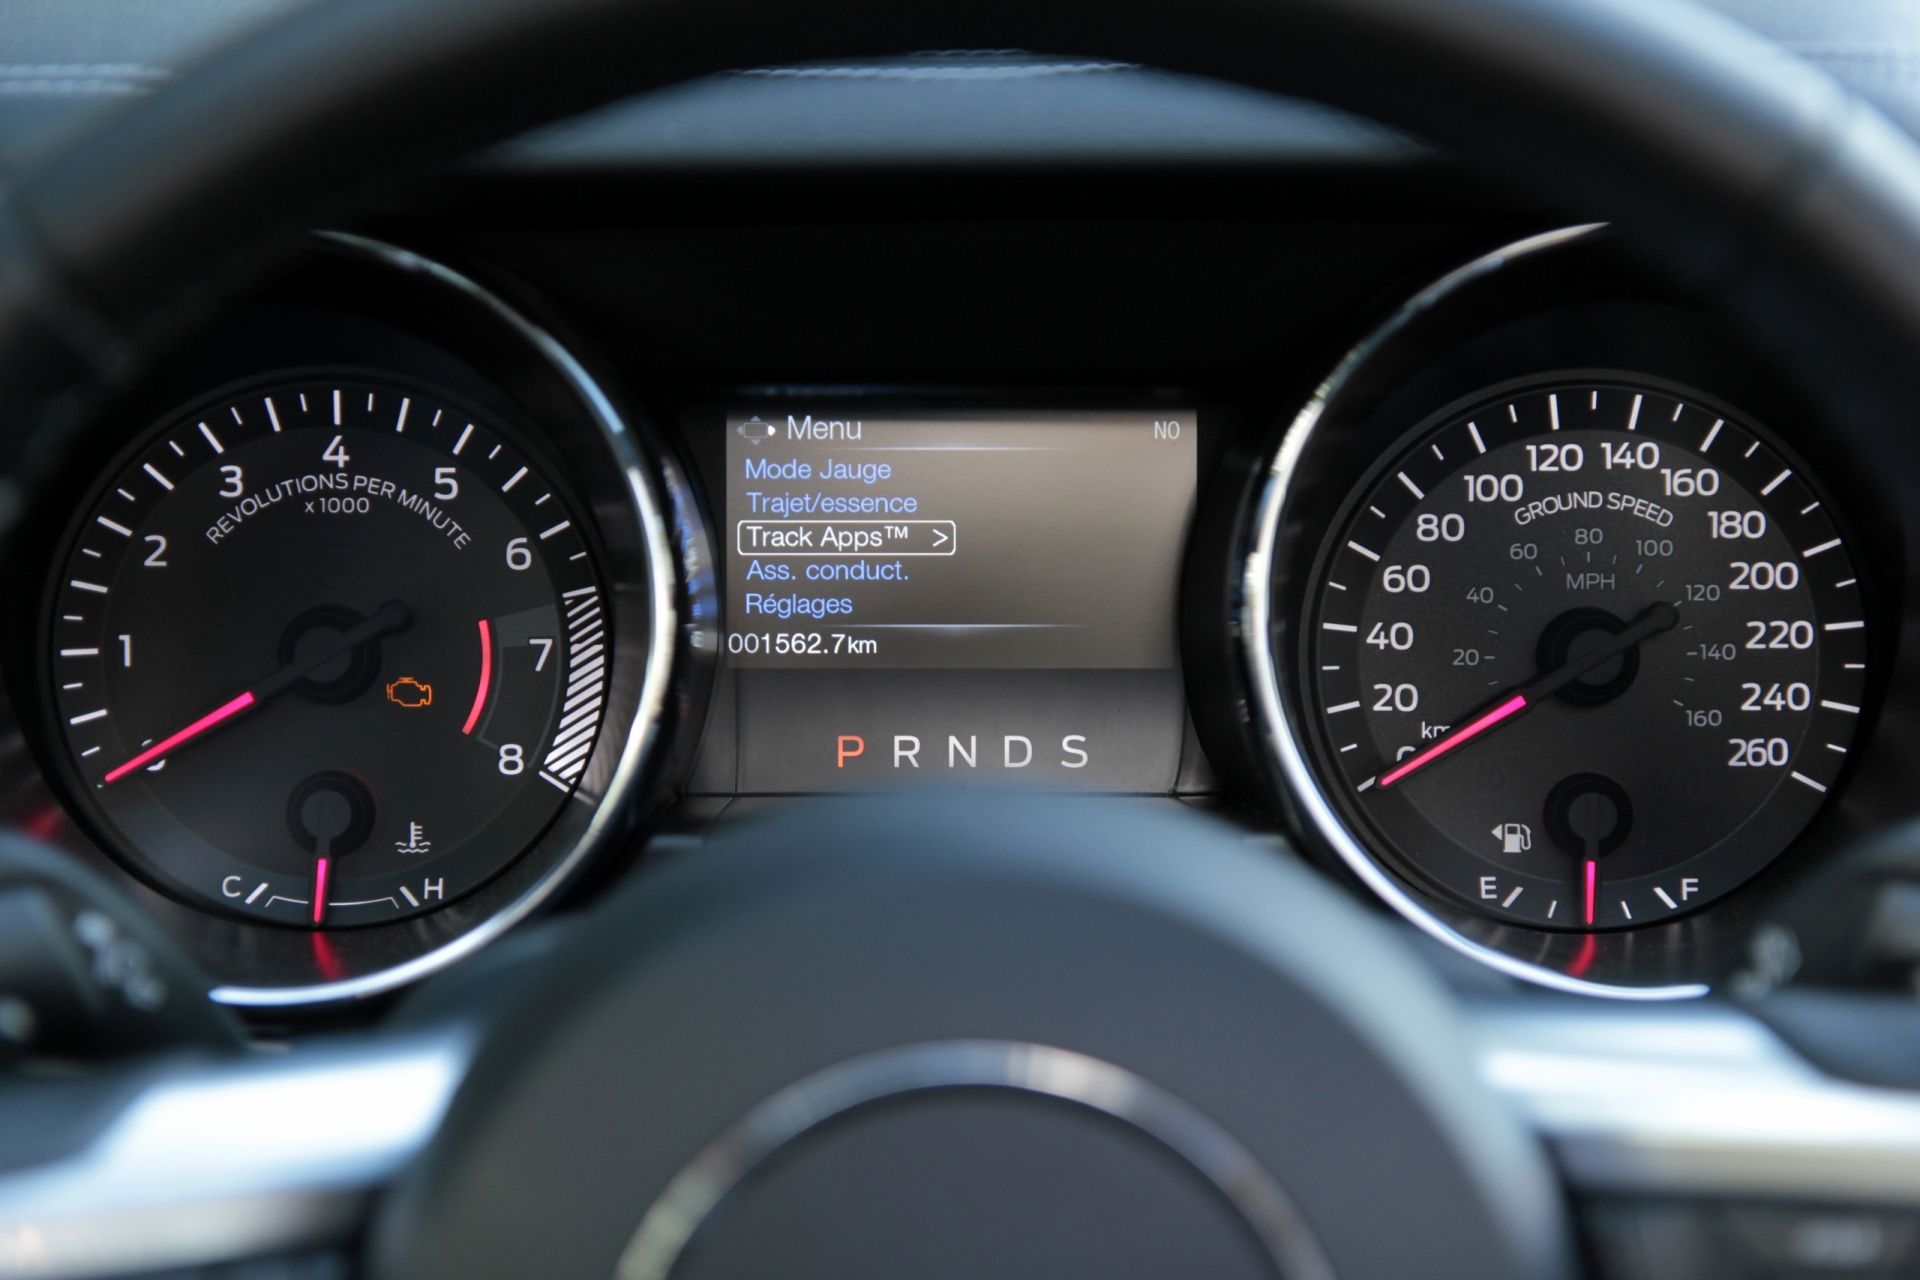 Menu NO
Mode Jauge
Trajet/essence
Track Apps™ >
Ass. conduct.
Réglages
001562.7km
P R N D S
1 2 3 4 5 6 7 8
REVOLUTIONS PER MINUTE
x 1000
C H
20 40 60 80 100 120 140 160 180 200 220 240 260
GROUND SPEED
20 40 60 80 100 120 140 160
MPH
E F